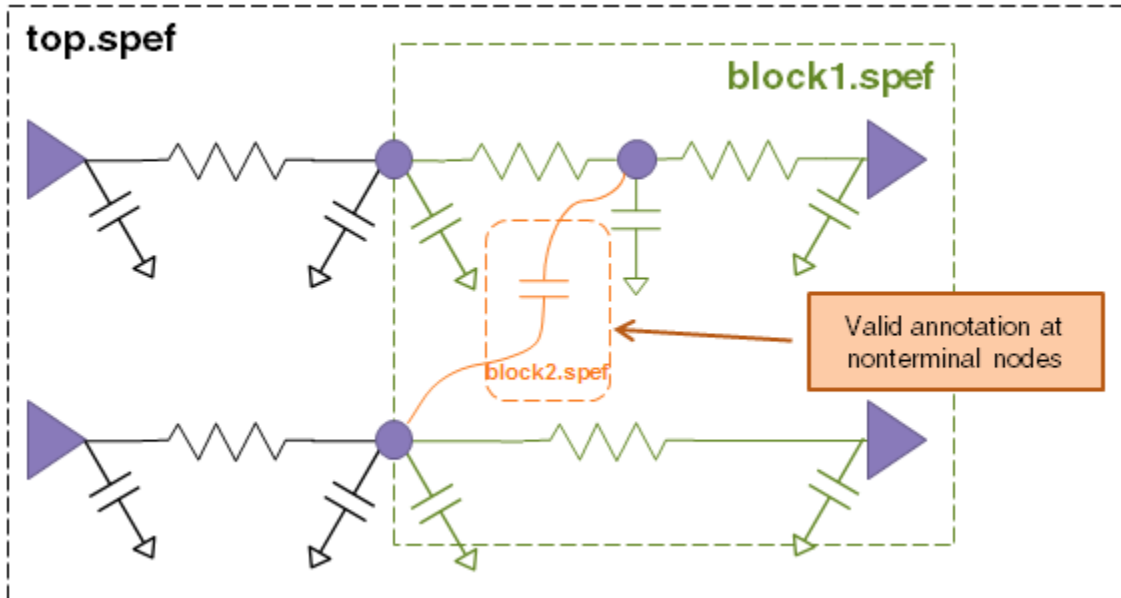 top.spef
block1.spef
block2.spef
Valid annotation at
nonterminal nodes